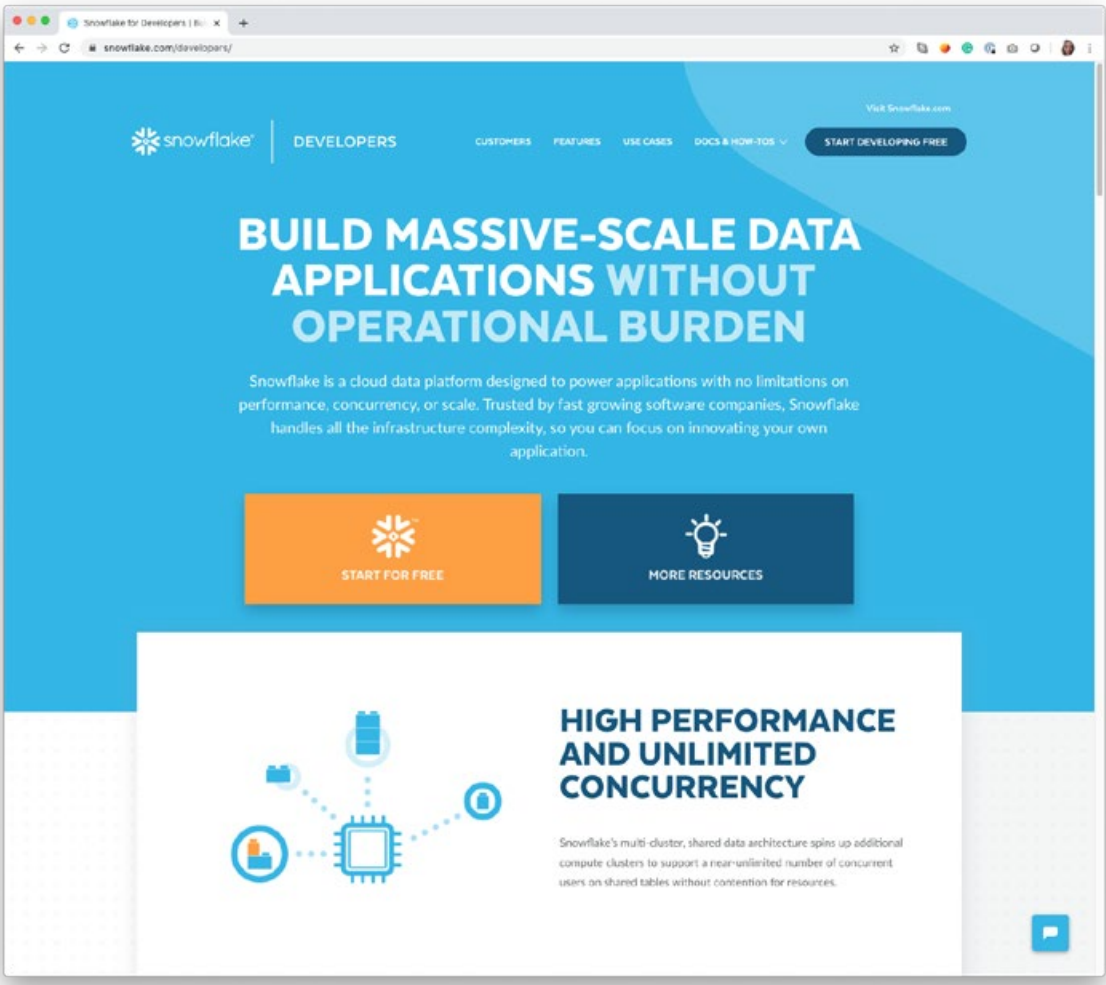 Snowflake for Developers | Bu
snowflake.com/developers/
Visit Snowflake.com
snowflake®
DEVELOPERS
CUSTOMERS
FEATURES
USE CASES
DOCS & HOW-TOS
START DEVELOPING FREE
BUILD MASSIVE-SCALE DATA
APPLICATIONS WITHOUT
OPERATIONAL BURDEN
Snowflake is a cloud data platform designed to power applications with no limitations on
performance, concurrency, or scale. Trusted by fast growing software companies, Snowflake
handles all the infrastructure complexity, so you can focus on innovating your own
application.
START FOR FREE
MORE RESOURCES
HIGH PERFORMANCE
AND UNLIMITED
CONCURRENCY
Snowflake's multi-cluster, shared data architecture spins up additional
compute clusters to support a near-unlimited number of concurrent
users on shared tables without contention for resources.